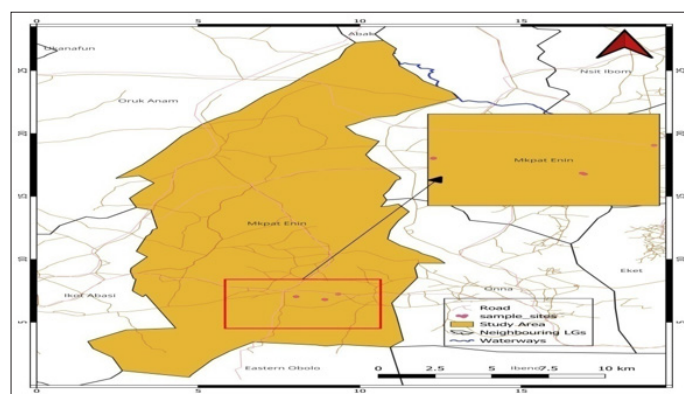 0
5
10
15
Abak
Ukanafun
Nsit Ibom
Oruk Anam
Mkpat Enin
Mkpat Enin
Eket
Onna
Ikot Abasi
Road
sample_sites
Study Area
Neighbouring LGs
Waterways
Eastern Obolo
Ibeno
0
2.5
5
7.5
10 km
0
5
10
15